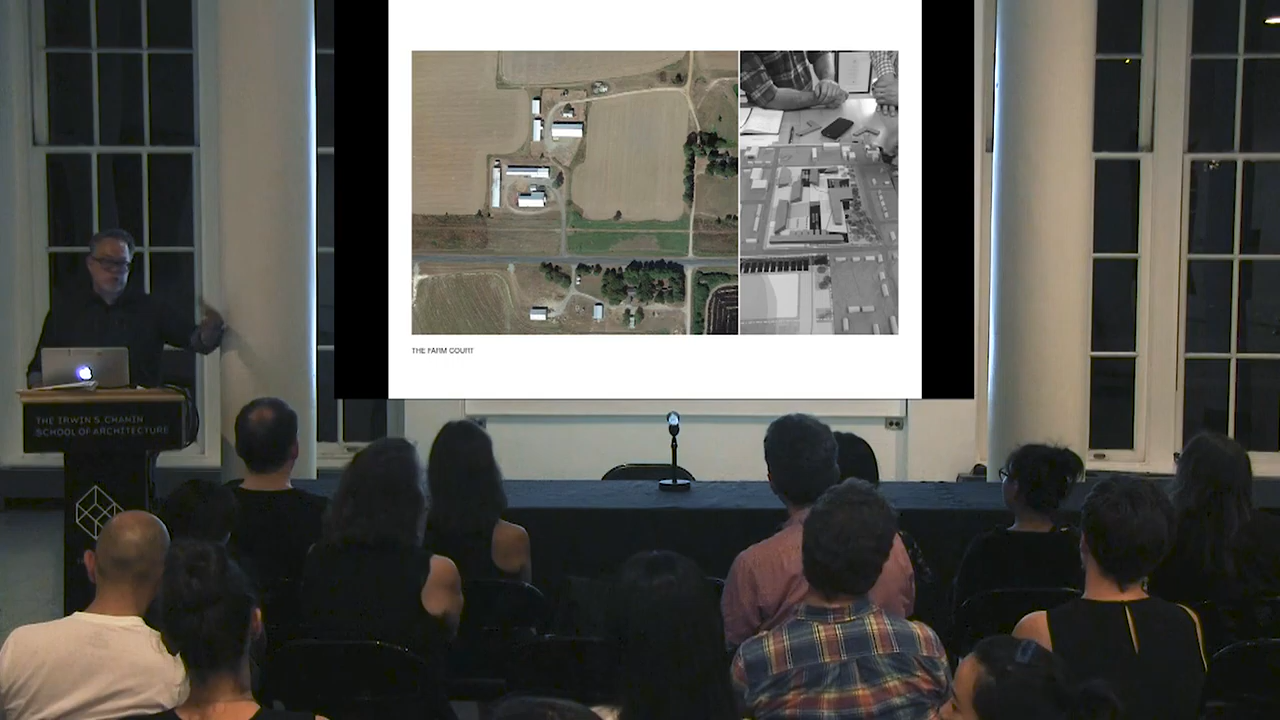 THE FARM COURT
THE IRWIN S. CHANIN
SCHOOL OF ARCHITECTURE